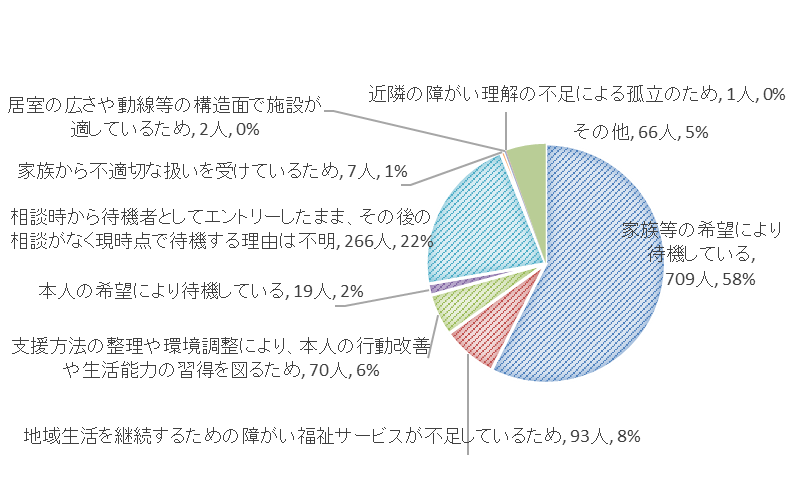 近隣の障がい理解の不足による孤立のため, 1人, 0%
居室の広さや動線等の構造面で施設が
適しているため, 2人, 0%
その他, 66人, 5%
家族から不適切な扱いを受けているため, 7人, 1%
相談時から待機者としてエントリーしたまま、その後の
相談がなく現時点で待機する理由は不明, 266人, 22%
家族等の希望により
待機している,
709人, 58%
本人の希望により待機している, 19人, 2%
支援方法の整理や環境調整により、本人の行動改善
や生活能力の習得を図るため, 70人, 6%
地域生活を継続するための障がい福祉サービスが不足しているため, 93人, 8%